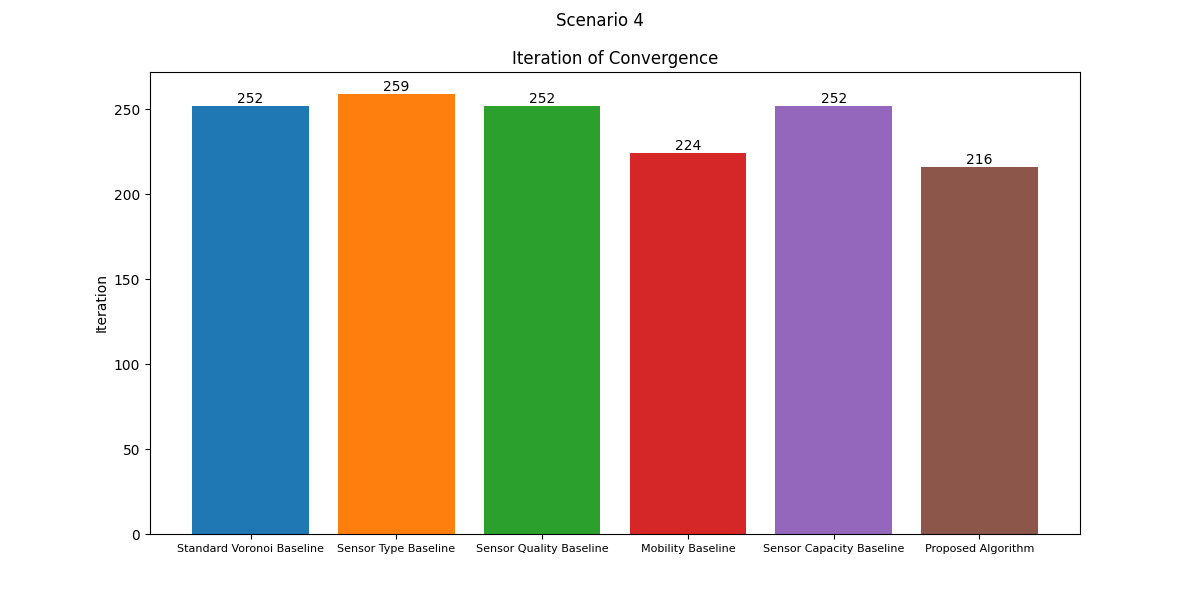 Scenario 4
Iteration of Convergence
252
259
252
224
252
216
250
200
150
100
50
0
Iteration
Standard Voronoi Baseline
Sensor Type Baseline
Sensor Quality Baseline
Mobility Baseline
Sensor Capacity Baseline
Proposed Algorithm